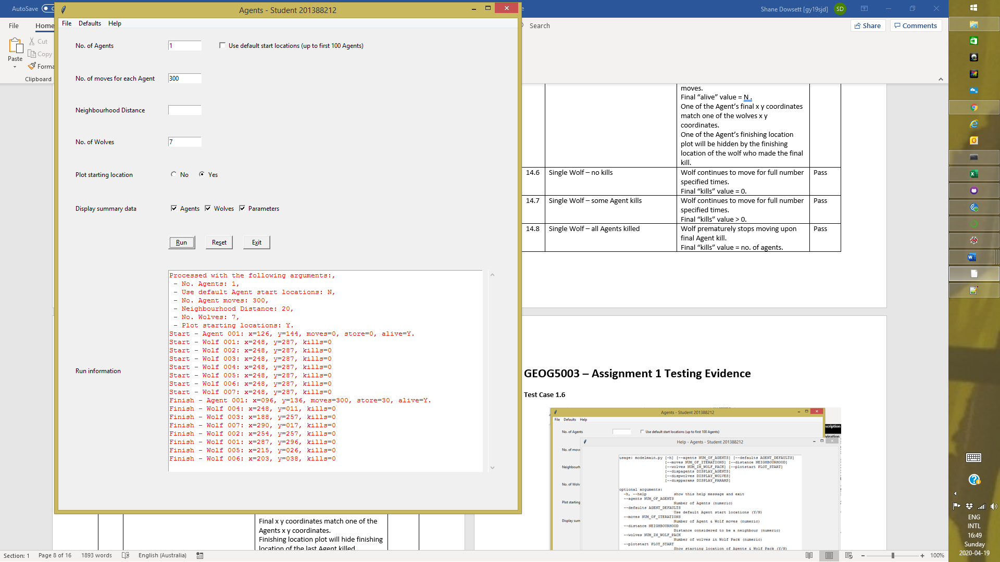 AutoSave
Agents - Student 201388212
Shane Dowsett [gy19sjd]
SD
File Home
Search
Share
Comments
Cut
Copy
Paste
Forma
Clipboard
File Defaults Help
No. of Agents
1
Use default start locations (up to first 100 Agents)
No. of moves for each Agent
300
Neighbourhood Distance
No. of Wolves
7
Plot starting location
No
Yes
Display summary data
Agents
Wolves
Parameters
Run
Reset
Exit
Run information
Processed with the following arguments:,
- No. Agents: 1,
- Use default Agent start locations: N,
- No. Agent moves: 300,
- Neighbourhood Distance: 20,
- No. Wolves: 7,
- Plot starting locations: Y.
Start - Agent 001: x=126, y=144, moves=0, store=0, alive=Y.
Start - Wolf 001: x=248, y=287, kills=0
Start - Wolf 002: x=248, y=287, kills=0
Start - Wolf 003: x=248, y=287, kills=0
Start - Wolf 004: x=248, y=287, kills=0
Start - Wolf 005: x=248, y=287, kills=0
Start - Wolf 006: x=248, y=287, kills=0
Start - Wolf 007: x=248, y=287, kills=0
Finish - Agent 001: x=096, y=136, moves=300, store=30, alive=Y.
Finish - Wolf 004: x=248, y=011, kills=0
Finish - Wolf 003: x=188, y=257, kills=0
Finish - Wolf 007: x=290, y=017, kills=0
Finish - Wolf 002: x=254, y=257, kills=0
Finish - Wolf 001: x=287, y=296, kills=0
Finish - Wolf 005: x=215, y=026, kills=0
Finish - Wolf 006: x=203, y=038, kills=0
moves.
Final “alive” value = N .
One of the Agent’s final x y coordinates
match one of the wolves x y
coordinates.
One of the Agent’s finishing location
plot will be hidden by the finishing
location of the wolf who made the final
kill.
14.6 Single Wolf – no kills
Wolf continues to move for full number
specified times.
Final “kills” value = 0.
Pass
14.7 Single Wolf – some Agent kills
Wolf continues to move for full number
specified times.
Final “kills” value > 0.
Pass
14.8 Single Wolf – all Agents killed
Wolf prematurely stops moving upon
final Agent kill.
Final “kills” value = no. of agents.
Pass
GEOG5003 – Assignment 1 Testing Evidence
Test Case 1.6
Agents - Student 201388212
File Defaults Help
No. of Agents
Use default start locations (up to first 100 Agents)
scription
Help - Agents - Student 201388212
No. of mov
Neighbourh
No. of Wolv
Plot starting
Display sum
usage: modelmain.py [-h] [--agents NUM_OF_AGENTS] [--defaults AGENT_DEFAULTS]
[--moves NUM_OF_ITERATIONS] [--distance NEIGHBOURHOOD]
[--wolves NUM_IN_WOLF_PACK] [--plotstart PLOT_START]
[--dispagents DISPLAY_AGENTS]
[--dispwolves DISPLAY_WOLVES]
[--dispparams DISPLAY_PARAMS]
optional arguments:
-h, --help show this help message and exit
--agents NUM_OF_AGENTS
Number of Agents (numeric)
--defaults AGENT_DEFAULTS
Use default Agent start locations (Y/N)
--moves NUM_OF_ITERATIONS
Number of Agent & Wolf moves (numeric)
--distance NEIGHBOURHOOD
Distance considered to be a neighbour (numeric)
--wolves NUM_IN_WOLF_PACK
Number of wolves in Wolf Pack (numeric)
--plotstart PLOT_START
Show starting location of Agents & Wolf Pack (Y/N)
Final x y coordinates match one of the
Agents x y coordinates.
Finishing location plot will hide finishing
location of the last Agent killed
Section: 1 Page 8 of 16 1893 words English (Australia)
100%
ENG
INTL
16:49
Sunday
2020-04-19